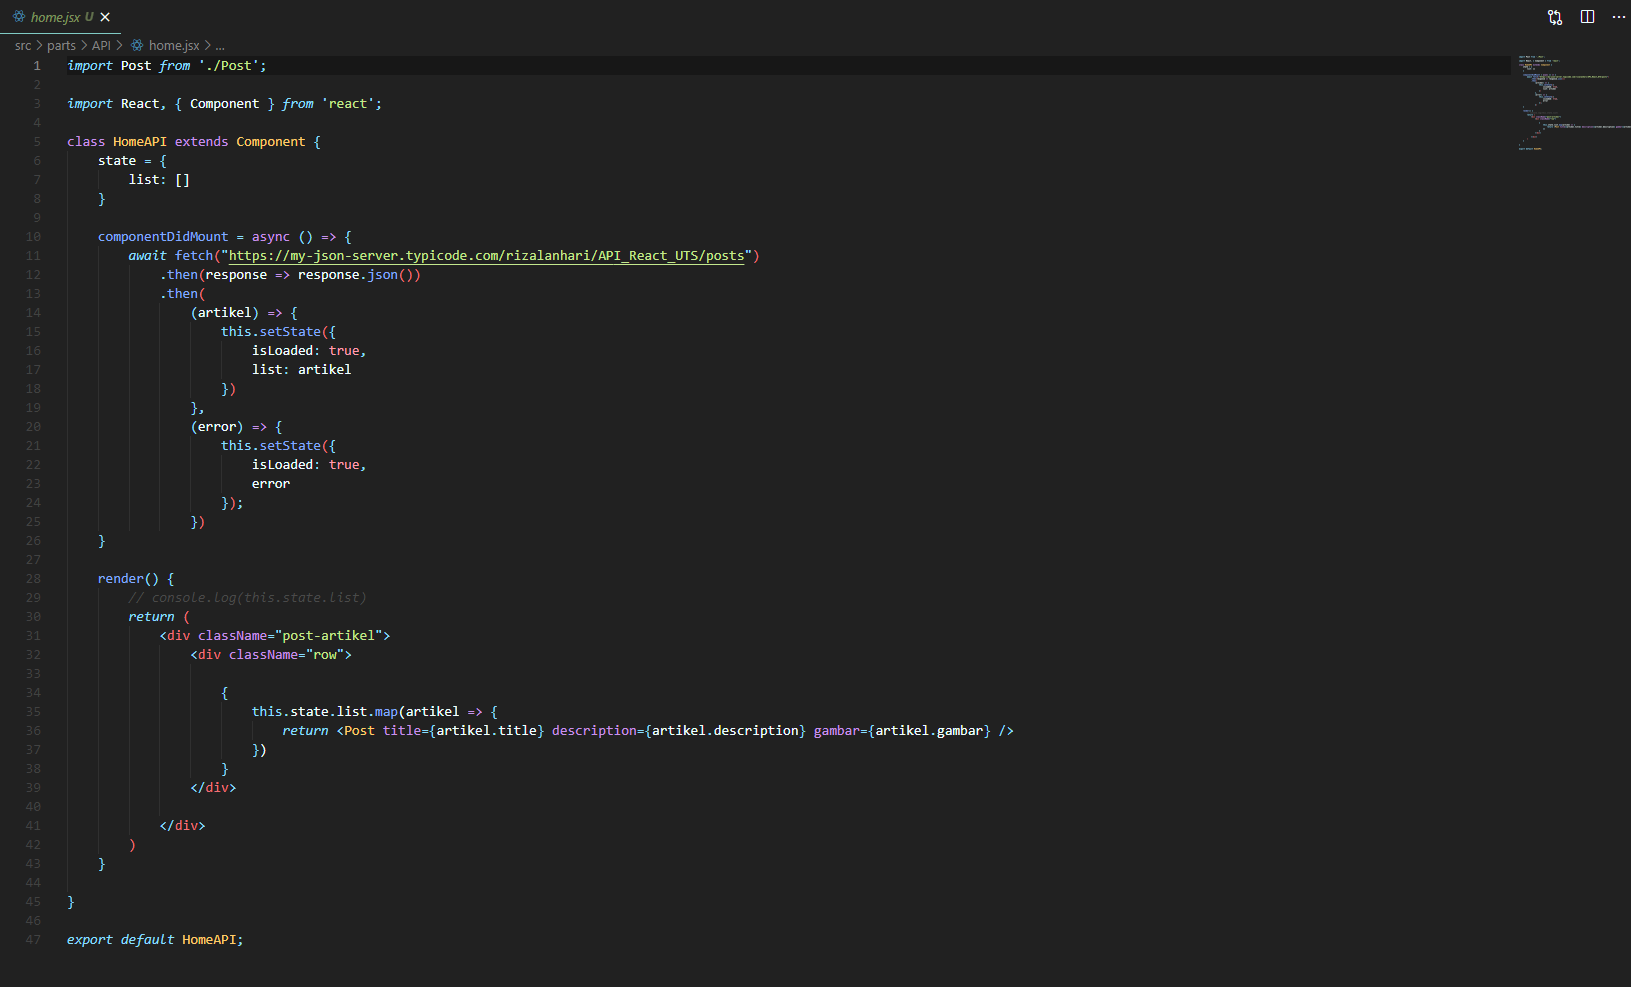 home.jsx U
src > parts > API > home.jsx > ...
1 import Post from './Post';
2
3 import React, { Component } from 'react';
4
5 class HomeAPI extends Component {
6     state = {
7         list: []
8     }
9
10     componentDidMount = async () => {
11         await fetch("https://my-json-server.typicode.com/rizalanhari/API_React_UTS/posts")
12             .then(response => response.json())
13             .then(
14                 (artikel) => {
15                     this.setState({
16                         isLoaded: true,
17                         list: artikel
18                     })
19                 },
20                 (error) => {
21                     this.setState({
22                         isLoaded: true,
23                         error
24                     });
25                 })
26     }
27
28     render() {
29         // console.log(this.state.list)
30         return (
31             <div className="post-artikel">
32                 <div className="row">
33
34                     {
35                         this.state.list.map(artikel => {
36                             return <Post title={artikel.title} description={artikel.description} gambar={artikel.gambar} />
37                         })
38                     }
39                 </div>
40
41             </div>
42         )
43     }
44
45 }
46
47 export default HomeAPI;